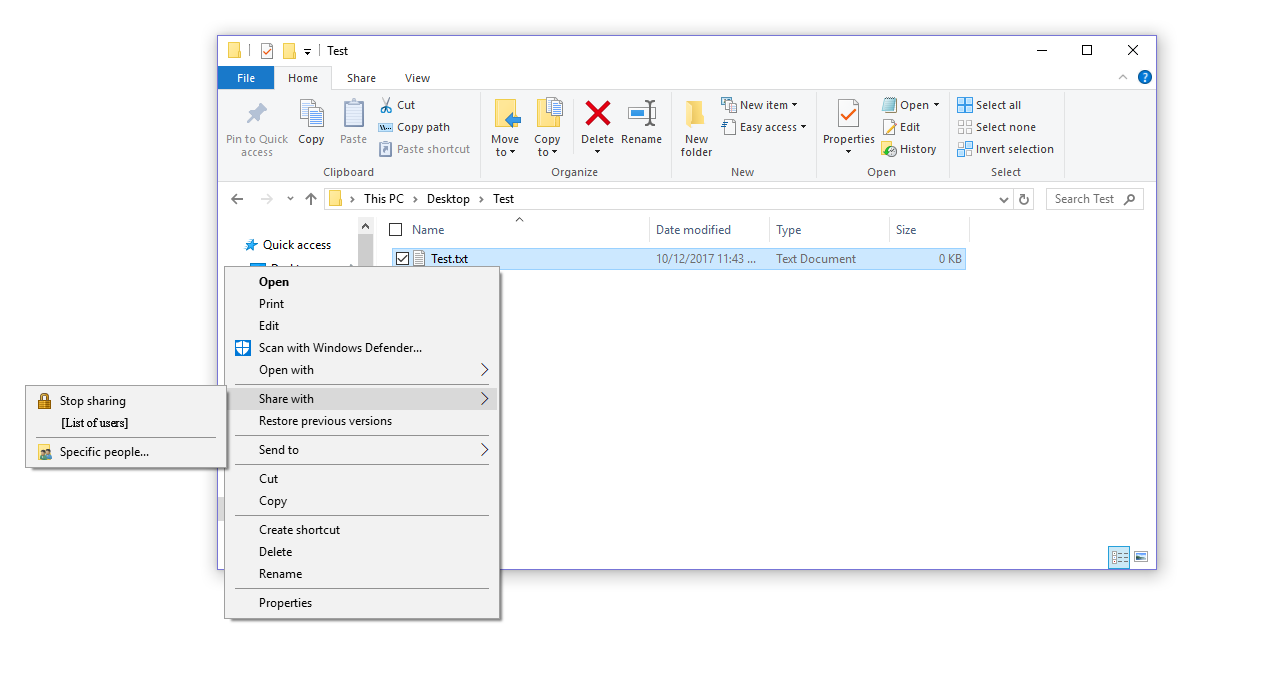 Test
File Home Share View
Pin to Quick access
Copy
Paste
Cut
Copy path
Paste shortcut
Clipboard
Move to
Copy to
Delete
Rename
Organize
New folder
New item
Easy access
New
Properties
Open
Edit
History
Open
Select all
Select none
Invert selection
Select
This PC > Desktop > Test
Search Test
Name Date modified Type Size
Quick access
Test.txt 10/12/2017 11:43 ... Text Document 0 KB
Open
Print
Edit
Scan with Windows Defender...
Open with
Share with
Restore previous versions
Send to
Cut
Copy
Create shortcut
Delete
Rename
Properties
Stop sharing
[List of users]
Specific people...